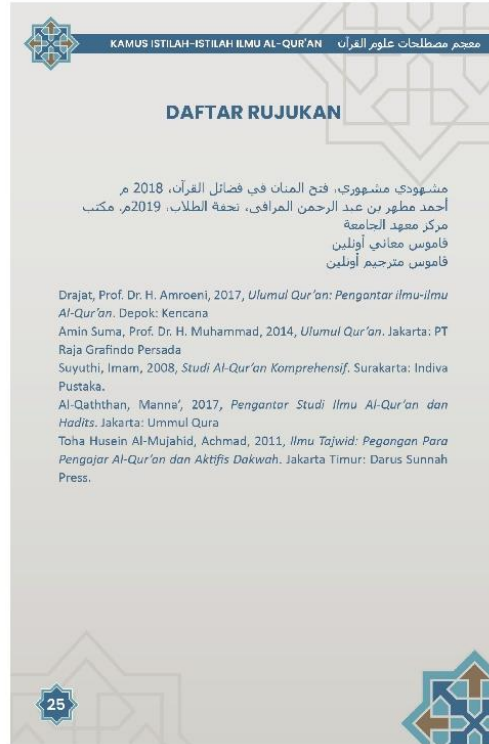 KAMUS ISTILAH-ISTILAH ILMU AL-QUR'AN معجم مصطلحات علوم القرآن
DAFTAR RUJUKAN
مشهودي مشهوري، فتح المنان في فضائل القرآن، 2018 م
أحمد مطهر بن عبد الرحمن المراقي، تحفة الطلاب، 2019م. مكتب
مركز معهد الجامعة
قاموس معاني أونلين
قاموس مترجيم أونلين
Drajat, Prof. Dr. H. Amroeni, 2017, Ulumul Qur'an: Pengantar ilmu-ilmu
Al-Qur'an. Depok: Kencana
Amin Suma, Prof. Dr. H. Muhammad, 2014, Ulumul Qur'an. Jakarta: PT
Raja Grafindo Persada
Suyuthi, Imam, 2008, Studi Al-Qur'an Komprehensif. Surakarta: Indiva
Pustaka.
Al-Qaththan, Manna', 2017, Pengantar Studi Ilmu Al-Qur'an dan
Hadits. Jakarta: Ummul Qura
Toha Husein Al-Mujahid, Achmad, 2011, Ilmu Tajwid: Pegongan Para
Pengajar Al-Qur'an dan Aktifis Dakwah. Jakarta Timur: Darus Sunnah
Press.
25